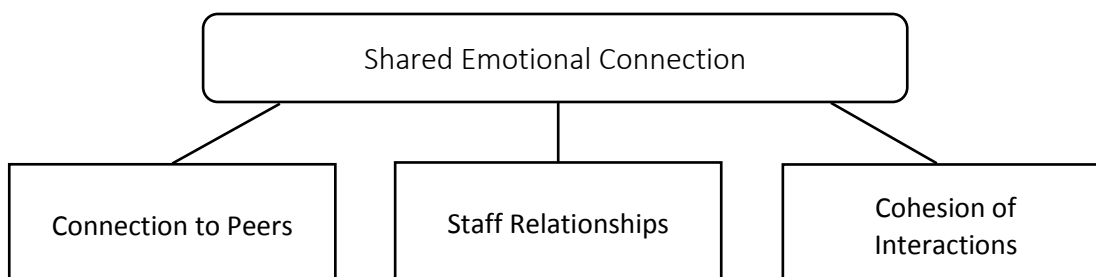 Shared Emotional Connection
Connection to Peers
Staff Relationships
Cohesion of
Interactions